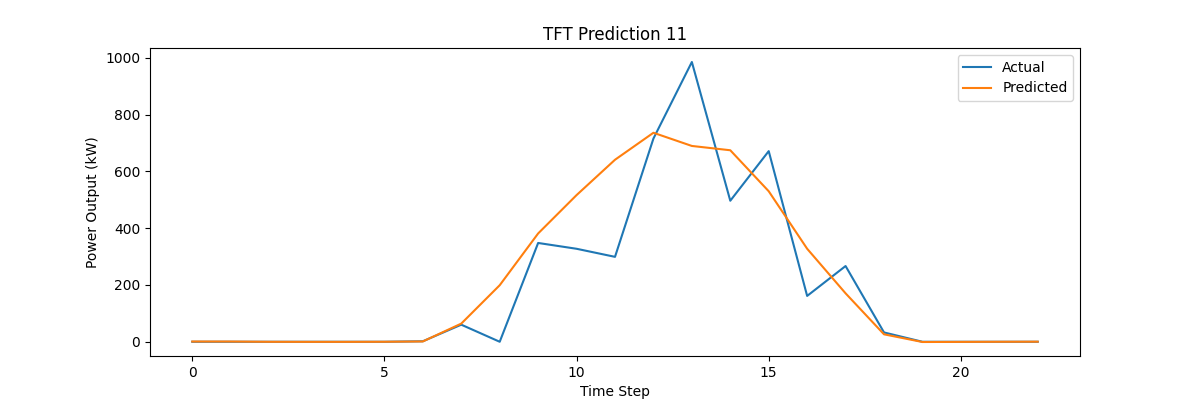 TFT Prediction 11
Actual
Predicted
Power Output (kW)
1000
800
600
400
200
0
0 5 10 15 20
Time Step